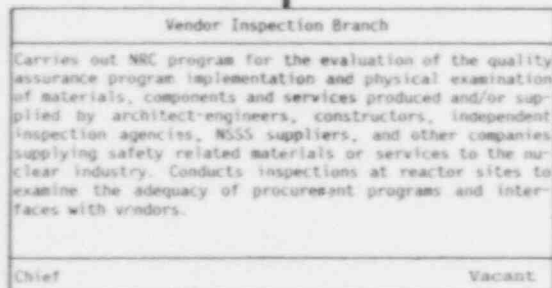 Vendor Inspection Branch
Carries out NRC program for the evaluation of the quality
assurance program implementation and physical examination
of materials, components and services produced and/or sup-
plied by architect-engineers, constructors, independent
inspection agencies, NSSS suppliers, and other companies
supplying safety related materials or services to the nu-
clear industry. Conducts inspections at reactor sites to
examine the adequacy of procurement programs and inter-
faces with vendors.
Chief Vacant